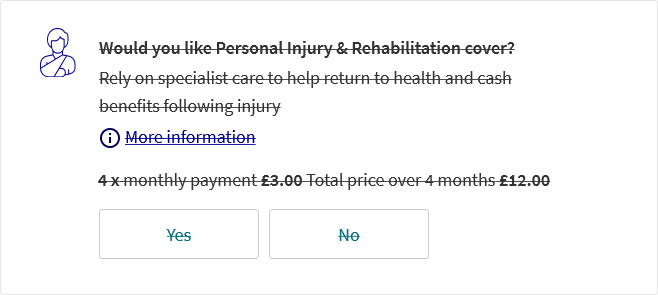 Would you like Personal Injury & Rehabilitation cover?
Rely on specialist care to help return to health and cash
benefits following injury
More information
4 x monthly payment £3.00 Total price over 4 months £12.00
Yes No